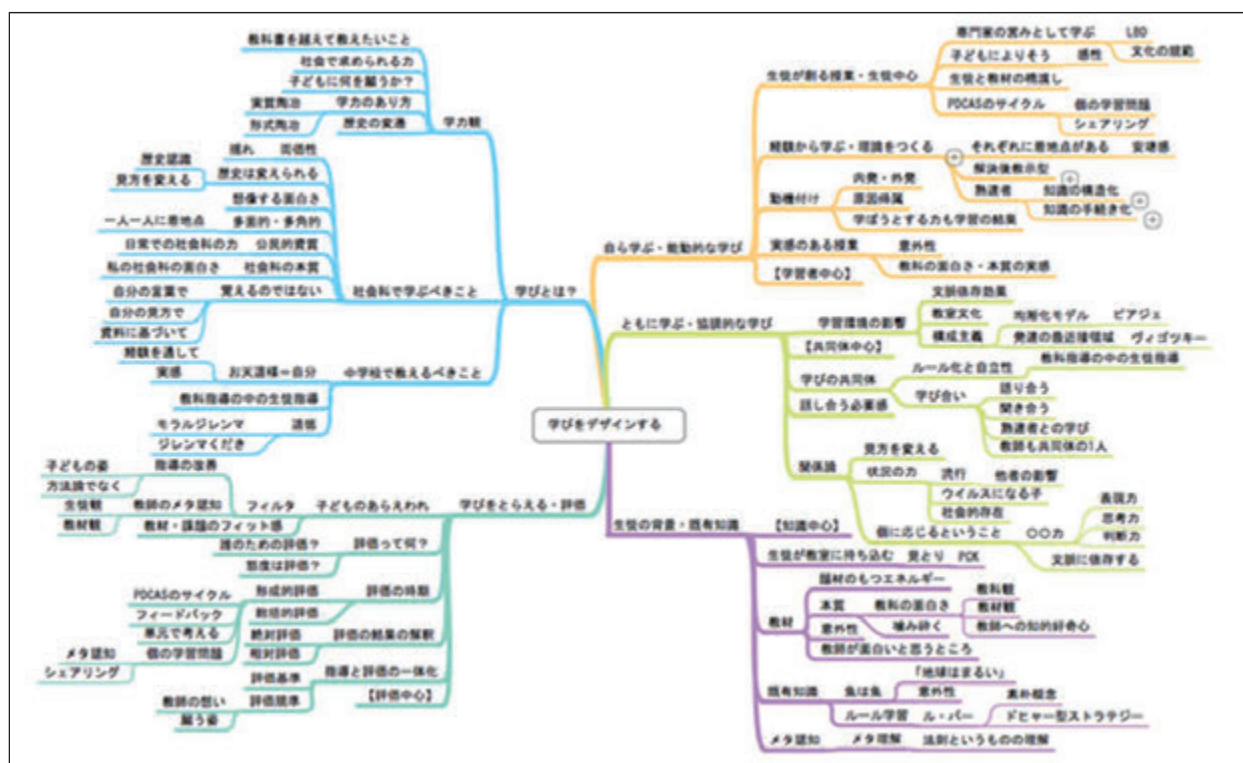 学びをデザインする
学びとは?
学力観
教科書を越えて教えたいこと
社会で求められる力
子どもに何を願うか?
学力のあり方
実質陶冶
形式陶冶
歴史の変遷
社会科で学ぶべきこと
両価性
揺れ
歴史は変えられる
歴史認識
見方を変える
想像する面白さ
多面的・多角的
一人一人に着地点
公民的資質
日常での社会科の力
社会科の本質
私の社会科の面白さ
覚えるのではない
自分の言葉で
自分の見方で
資料に基づいて
中学校で教えるべきこと
お天道様=自分
経験を通して
実感
教科指導の中の生徒指導
道徳
モラルジレンマ
ジレンマくだき
学びをとらえる・評価
子どものあらわれ
フィルタ
指導の改善
子どもの姿
方法論でなく
教師のメタ認知
生徒観
教材観
教材・課題のフィット感
評価って何?
誰のための評価?
態度は評価?
評価の時期
形成的評価
PDCASのサイクル
フィードバック
単元で考える
個の学習問題
メタ認知
シェアリング
総括的評価
評価の結果の解釈
絶対評価
相対評価
指導と評価の一体化
評価基準
評価規準
教師の想い
願う姿
【評価中心】
自ら学ぶ・能動的な学び
生徒が創る授業・生徒中心
専門家の営みとして学ぶ
文化の規範
子どもによりそう
感性
生徒と教材の橋渡し
PDCASのサイクル
個の学習問題
シェアリング
経験から学ぶ・理論をつくる
それぞれに着地点がある
安堵感
解決後教示型
熟達者
知識の構造化
知識の手続き化
動機付け
内発・外発
原因帰属
学ぼうとする力も学習の結果
実感のある授業
意外性
教科の面白さ・本質の実感
【学習者中心】
ともに学ぶ・協調的な学び
学習環境の影響
文脈依存効果
教室文化
構成主義
均衡化モデル
ピアジェ
発達の最近接領域
ヴィゴツキー
【共同体中心】
学びの共同体
ルール化と自立性
教科指導の中の生徒指導
学び合い
語り合う
聞き合う
熟達者との学び
教師も共同体の1人
話し合う必要感
関係論
見方を変える
状況の力
流行
他者の影響
ウイルスになる子
社会的存在
個に応じるということ
○○力
表現力
思考力
判断力
文脈に依存する
生徒の背景・既有知識
【知識中心】
生徒が教室に持ち込む
見とり
PCK
教材
題材のもつエネルギー
本質
教科の面白さ
教科観
教材観
教師への知的好奇心
噛み砕く
意外性
教師が面白いと思うところ
既有知識
魚は魚
「地球はまるい」
意外性
素朴概念
ルール学習
ル・バー
ドヒャー型ストラテジー
メタ認知
メタ理解
法則というものの理解